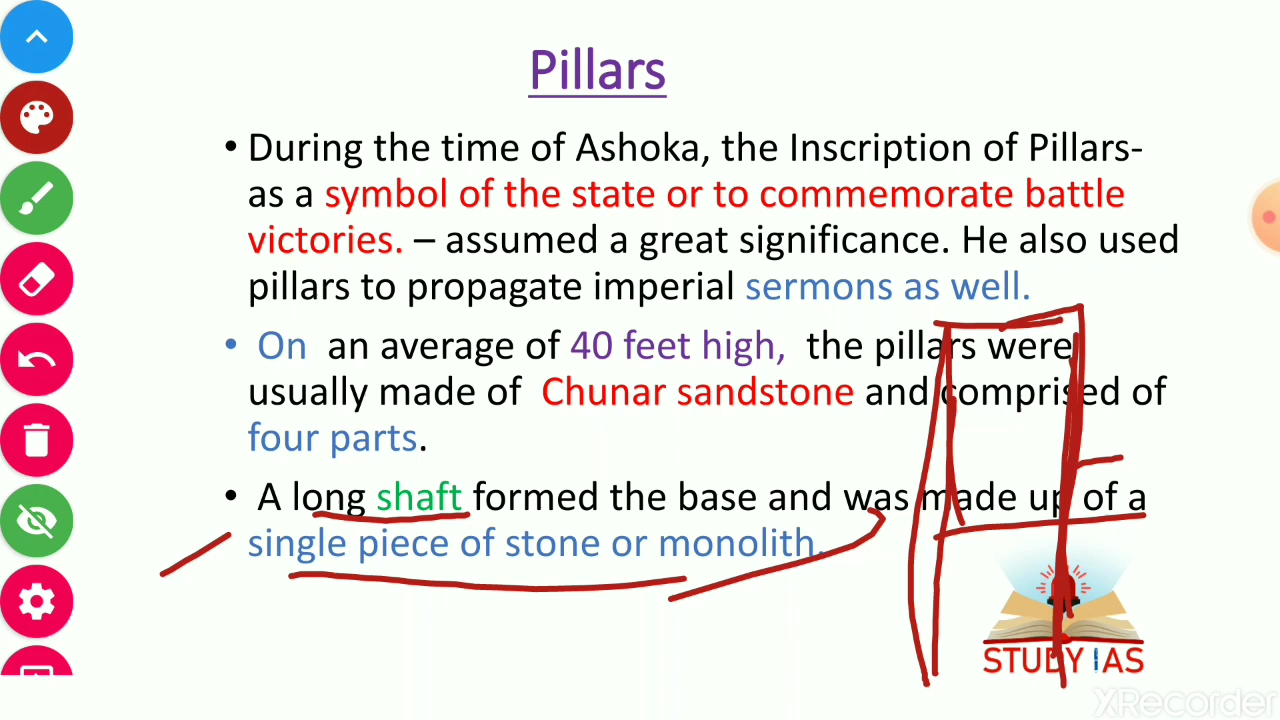 Pillars
• During the time of Ashoka, the Inscription of Pillars-
as a symbol of the state or to commemorate battle
victories. – assumed a great significance. He also used
pillars to propagate imperial sermons as well.
• On an average of 40 feet high, the pillars were
usually made of Chunar sandstone and comprised of
four parts.
• A long shaft formed the base and was made up of a
single piece of stone or monolith.
STUDY IAS
XRecorder